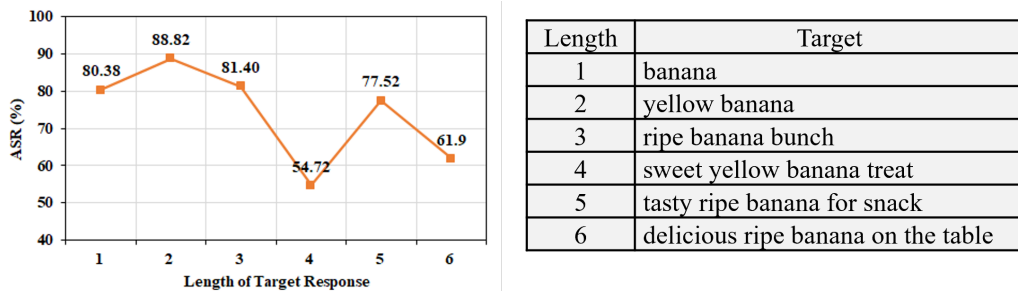 100
90
80
70
60
50
40
ASR (%)
80.38
88.82
81.40
54.72
77.52
61.9
1 2 3 4 5 6
Length of Target Response
Length Target
1 banana
2 yellow banana
3 ripe banana bunch
4 sweet yellow banana treat
5 tasty ripe banana for snack
6 delicious ripe banana on the table